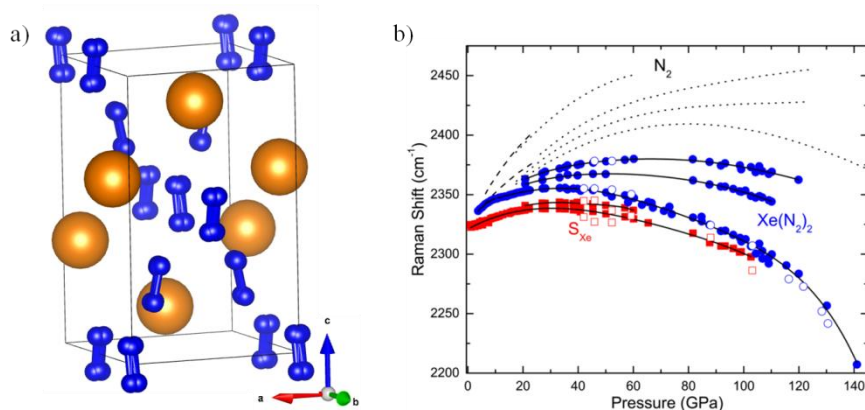 a)
c
a
b
b)
N₂
Xe(N₂)₂
S_Xe
Raman Shift (cm⁻¹)
2450
2400
2350
2300
2250
2200
0 20 40 60 80 100 120 140
Pressure (GPa)